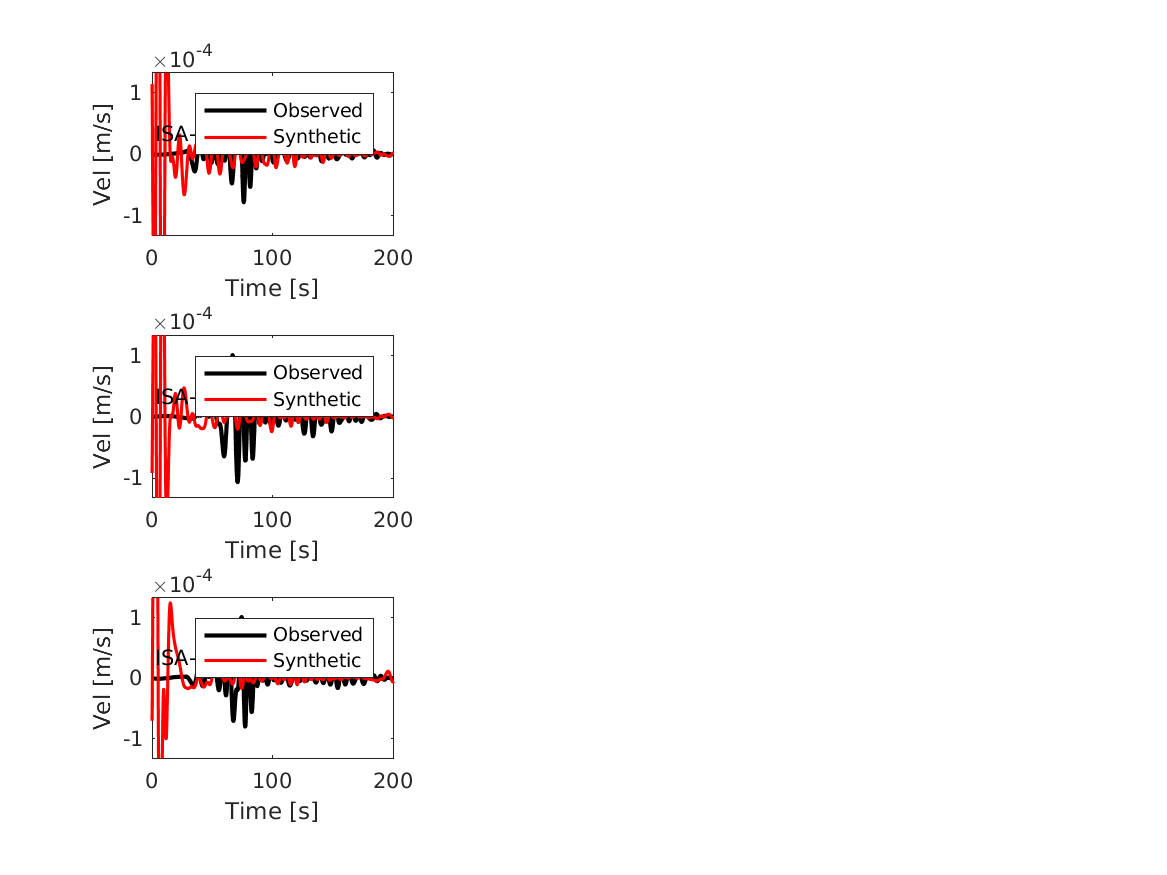 ×10-4
1
0
-1
Vel [m/s]
ISA-
Observed
Synthetic
0 100 200
Time [s]
×10-4
1
0
-1
Vel [m/s]
ISA-
Observed
Synthetic
0 100 200
Time [s]
×10-4
1
0
-1
Vel [m/s]
ISA-
Observed
Synthetic
0 100 200
Time [s]